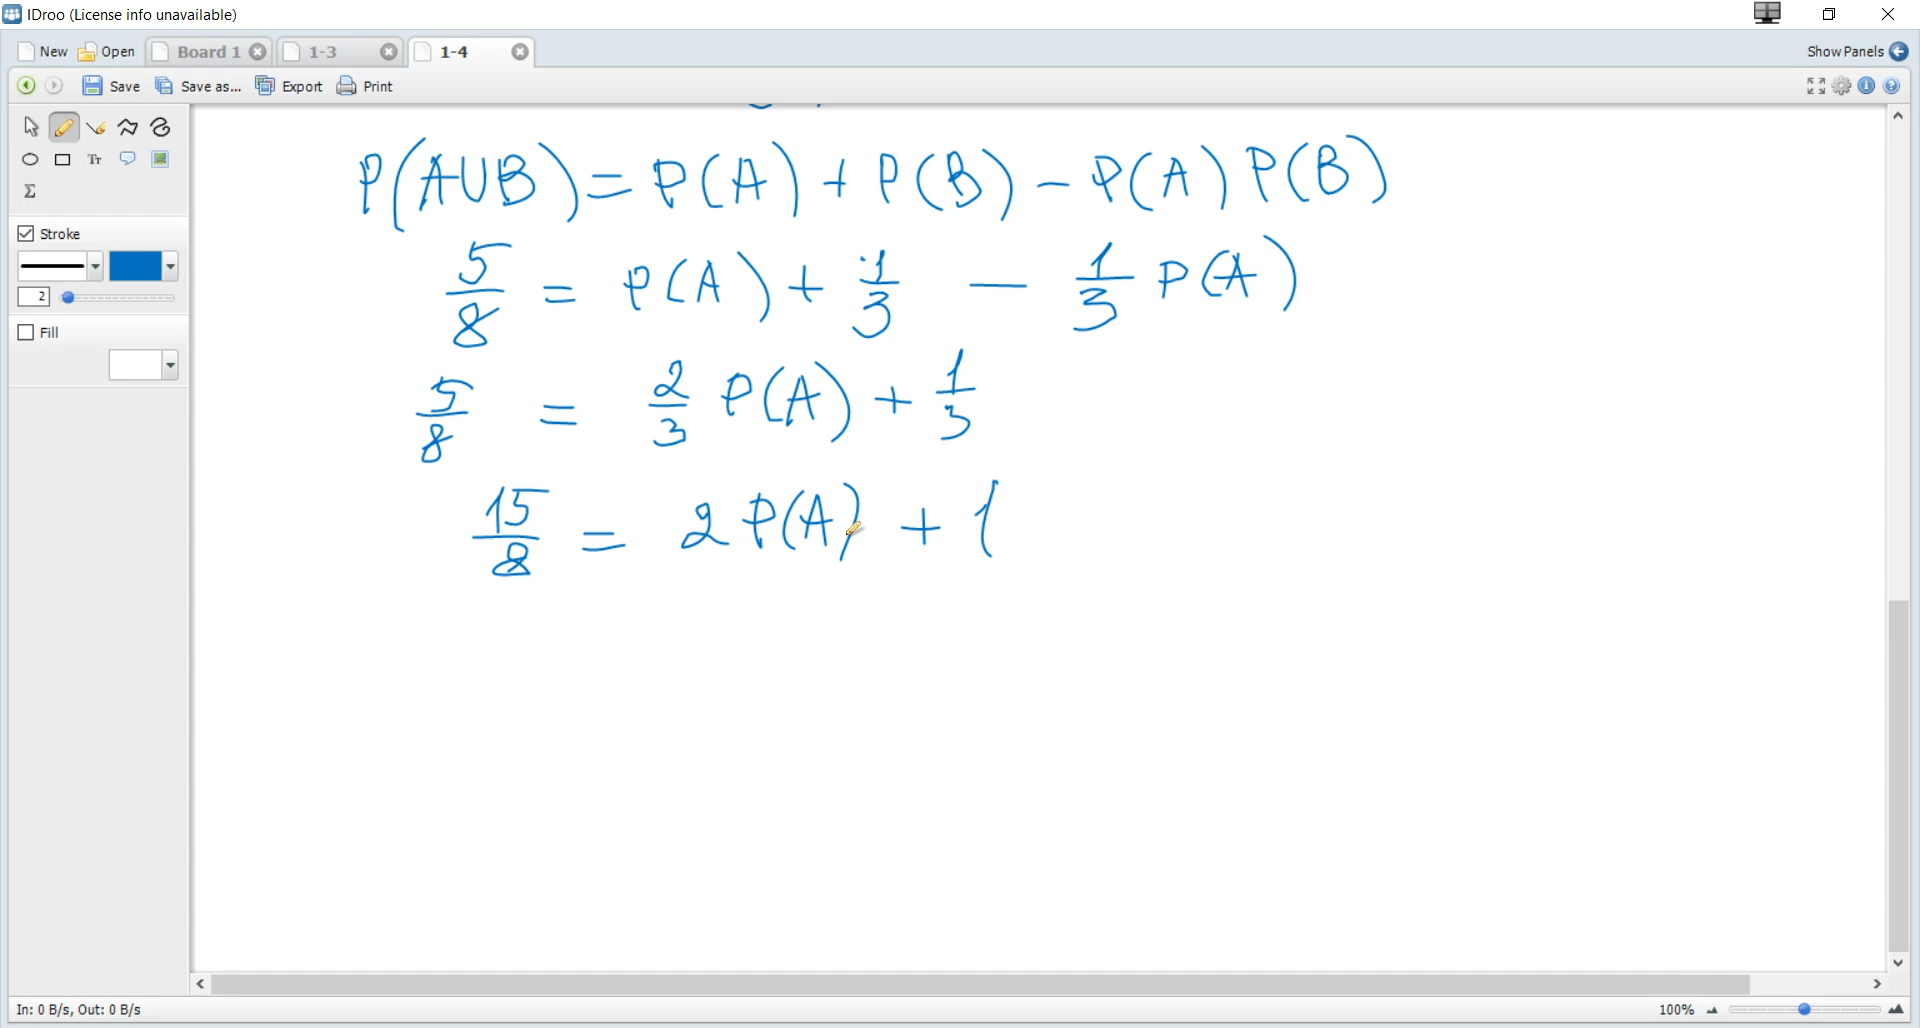 IDroo (License info unavailable)
New Open Board 1 1-3 1-4 Show Panels
Save Save as... Export Print
Tт
Σ
Stroke
2
Fill
P(A∪B) = P(A) + P(B) - P(A) P(B)
5/8 = P(A) + 1/3 - 1/3 P(A)
5/8 = 2/3 P(A) + 1/3
15/8 = 2 P(A) + 1
In: 0 B/s, Out: 0 B/s 100%